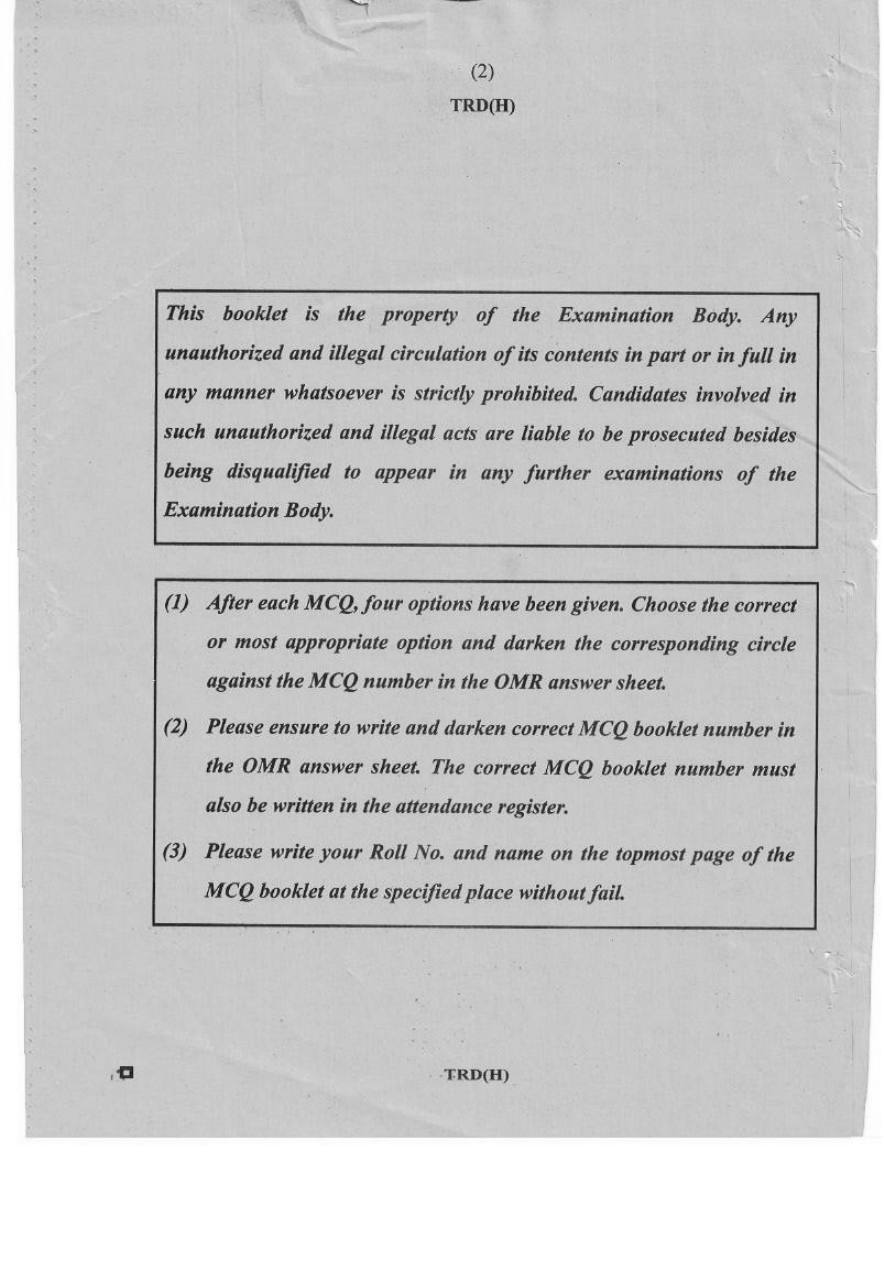 (2)
TRD(H)
This booklet is the property of the Examination Body. Any
unauthorized and illegal circulation of its contents in part or in full in
any manner whatsoever is strictly prohibited. Candidates involved in
such unauthorized and illegal acts are liable to be prosecuted besides
being disqualified to appear in any further examinations of the
Examination Body.
(1) After each MCQ, four options have been given. Choose the correct
or most appropriate option and darken the corresponding circle
against the MCQ number in the OMR answer sheet.
(2) Please ensure to write and darken correct MCQ booklet number in
the OMR answer sheet. The correct MCQ booklet number must
also be written in the attendance register.
(3) Please write your Roll No. and name on the topmost page of the
MCQ booklet at the specified place without fail.
TRD(H)